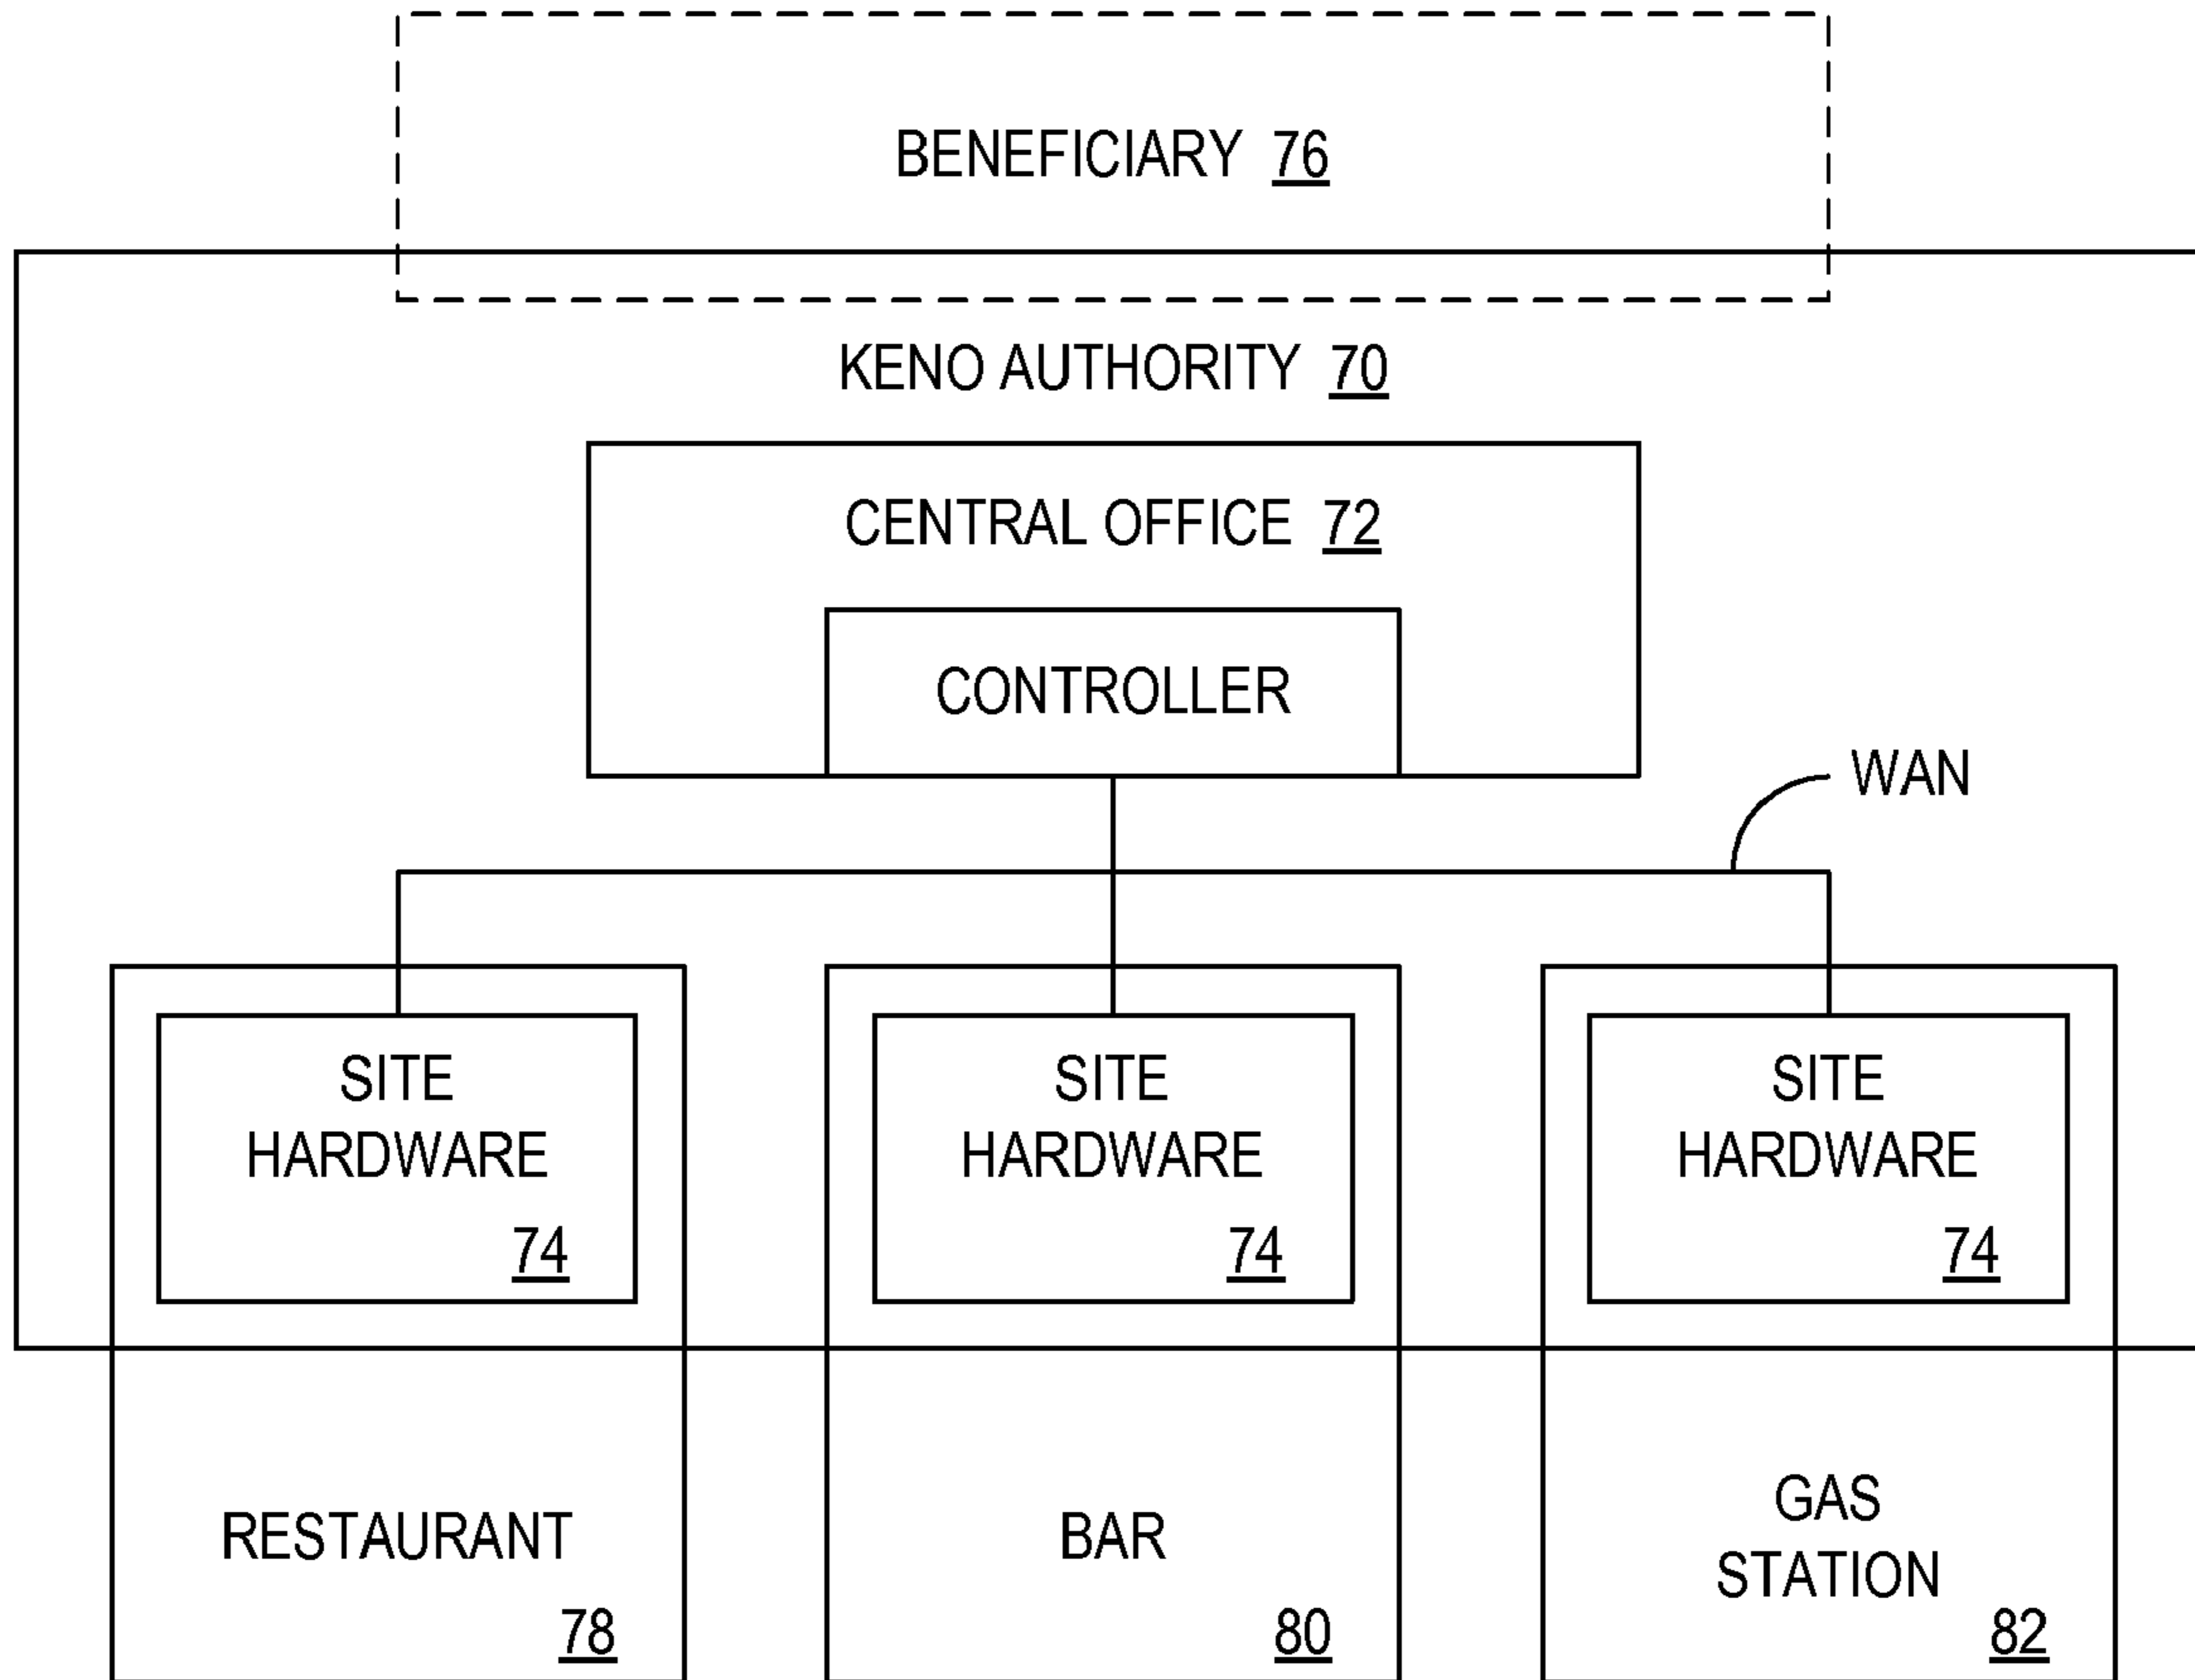 BENEFICIARY 76
KENO AUTHORITY 70
CENTRAL OFFICE 72
CONTROLLER
WAN
SITE
HARDWARE
74
SITE
HARDWARE
74
SITE
HARDWARE
74
RESTAURANT
78
BAR
80
GAS
STATION
82